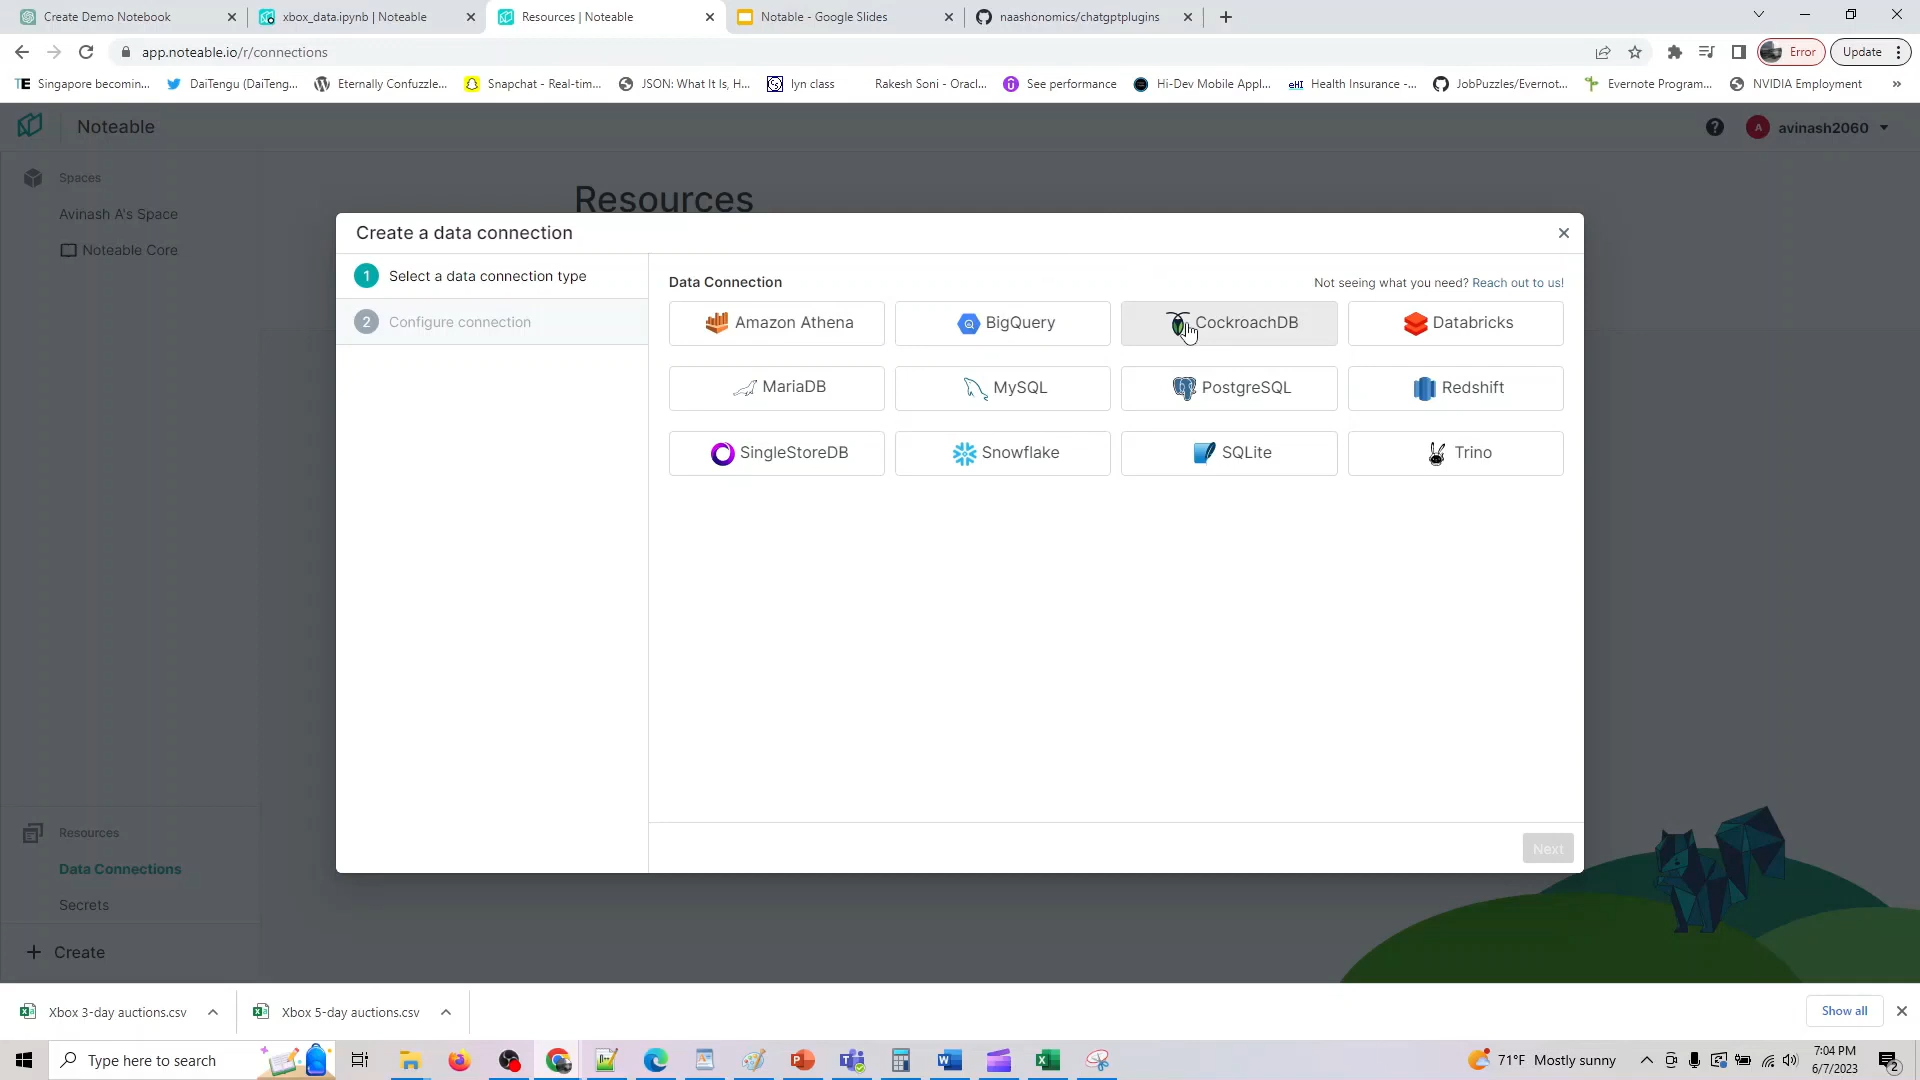 Create Demo Notebook
xbox_data.ipynb | Noteable
Resources | Noteable
Notable - Google Slides
naashonomics/chatgptplugins
app.noteable.io/r/connections
Error
Update
TE Singapore becomin...
DaiTengu (DaiTeng...
Eternally Confuzzle...
Snapchat - Real-tim...
JSON: What It Is, H...
lyn class
Rakesh Soni - Oracl...
See performance
Hi-Dev Mobile Appl...
eHI Health Insurance -...
JobPuzzles/Evernot...
Evernote Program...
NVIDIA Employment
»
Noteable
? A avinash2060
Spaces
Avinash A's Space
Noteable Core
Resources
Create a data connection
1 Select a data connection type
2 Configure connection
Data Connection
Not seeing what you need? Reach out to us!
Amazon Athena
BigQuery
CockroachDB
Databricks
MariaDB
MySQL
PostgreSQL
Redshift
SingleStoreDB
Snowflake
SQLite
Trino
Next
Resources
Data Connections
Secrets
+ Create
Xbox 3-day auctions.csv
Xbox 5-day auctions.csv
Show all
Type here to search
71°F Mostly sunny
7:04 PM
6/7/2023
2